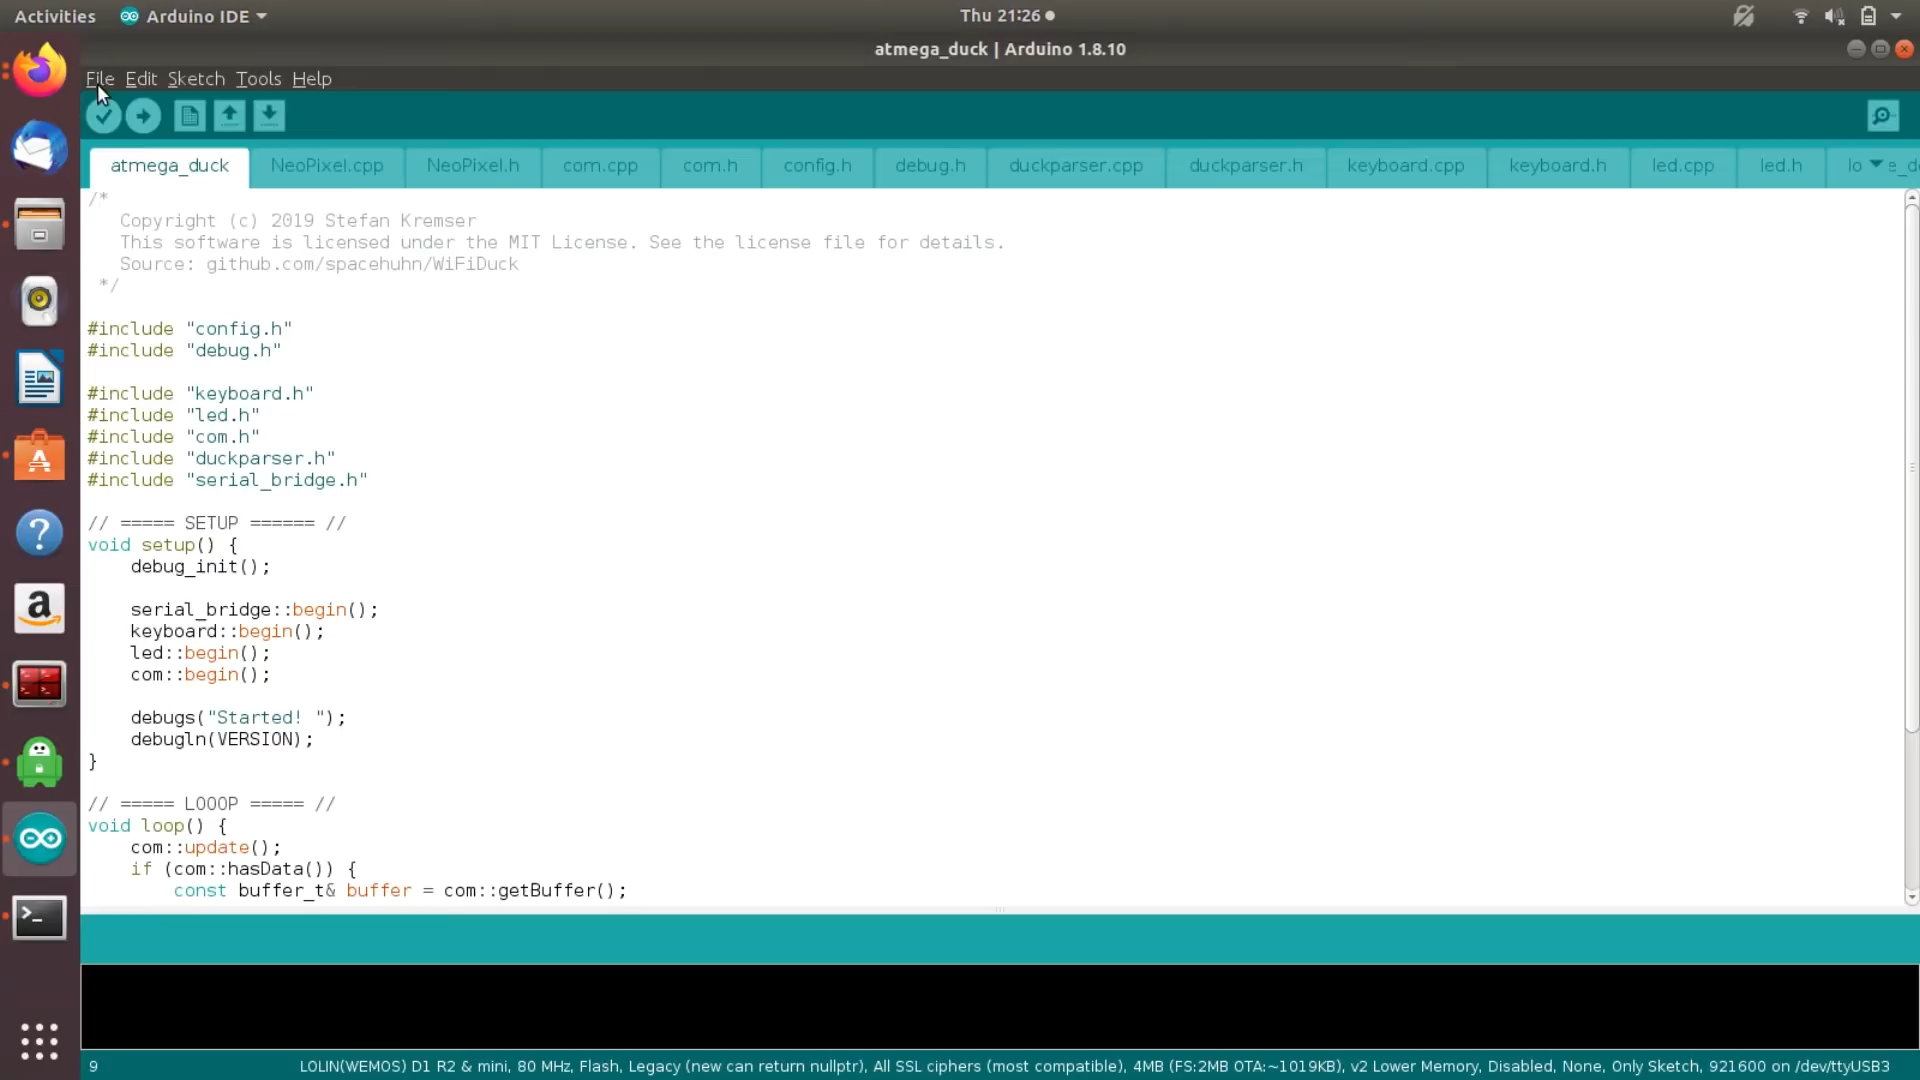 Activities Arduino IDE Thu 21:26
atmega_duck | Arduino 1.8.10
File Edit Sketch Tools Help
atmega_duck NeoPixel.cpp NeoPixel.h com.cpp com.h config.h debug.h duckparser.cpp duckparser.h keyboard.cpp keyboard.h led.cpp led.h
/*
Copyright (c) 2019 Stefan Kremser
This software is licensed under the MIT License. See the license file for details.
Source: github.com/spacehuhn/WiFiDuck
*/
#include "config.h"
#include "debug.h"
#include "keyboard.h"
#include "led.h"
#include "com.h"
#include "duckparser.h"
#include "serial_bridge.h"
// ===== SETUP ====== //
void setup() {
debug_init();
serial_bridge::begin();
keyboard::begin();
led::begin();
com::begin();
debugs("Started! ");
debugln(VERSION);
}
// ===== LOOOP ===== //
void loop() {
com::update();
if (com::hasData()) {
const buffer_t& buffer = com::getBuffer();
9 LOLIN(WEMOS) D1 R2 & mini, 80 MHz, Flash, Legacy (new can return nullptr), All SSL ciphers (most compatible), 4MB (FS:2MB OTA:~1019KB), v2 Lower Memory, Disabled, None, Only Sketch, 921600 on /dev/ttyUSB3